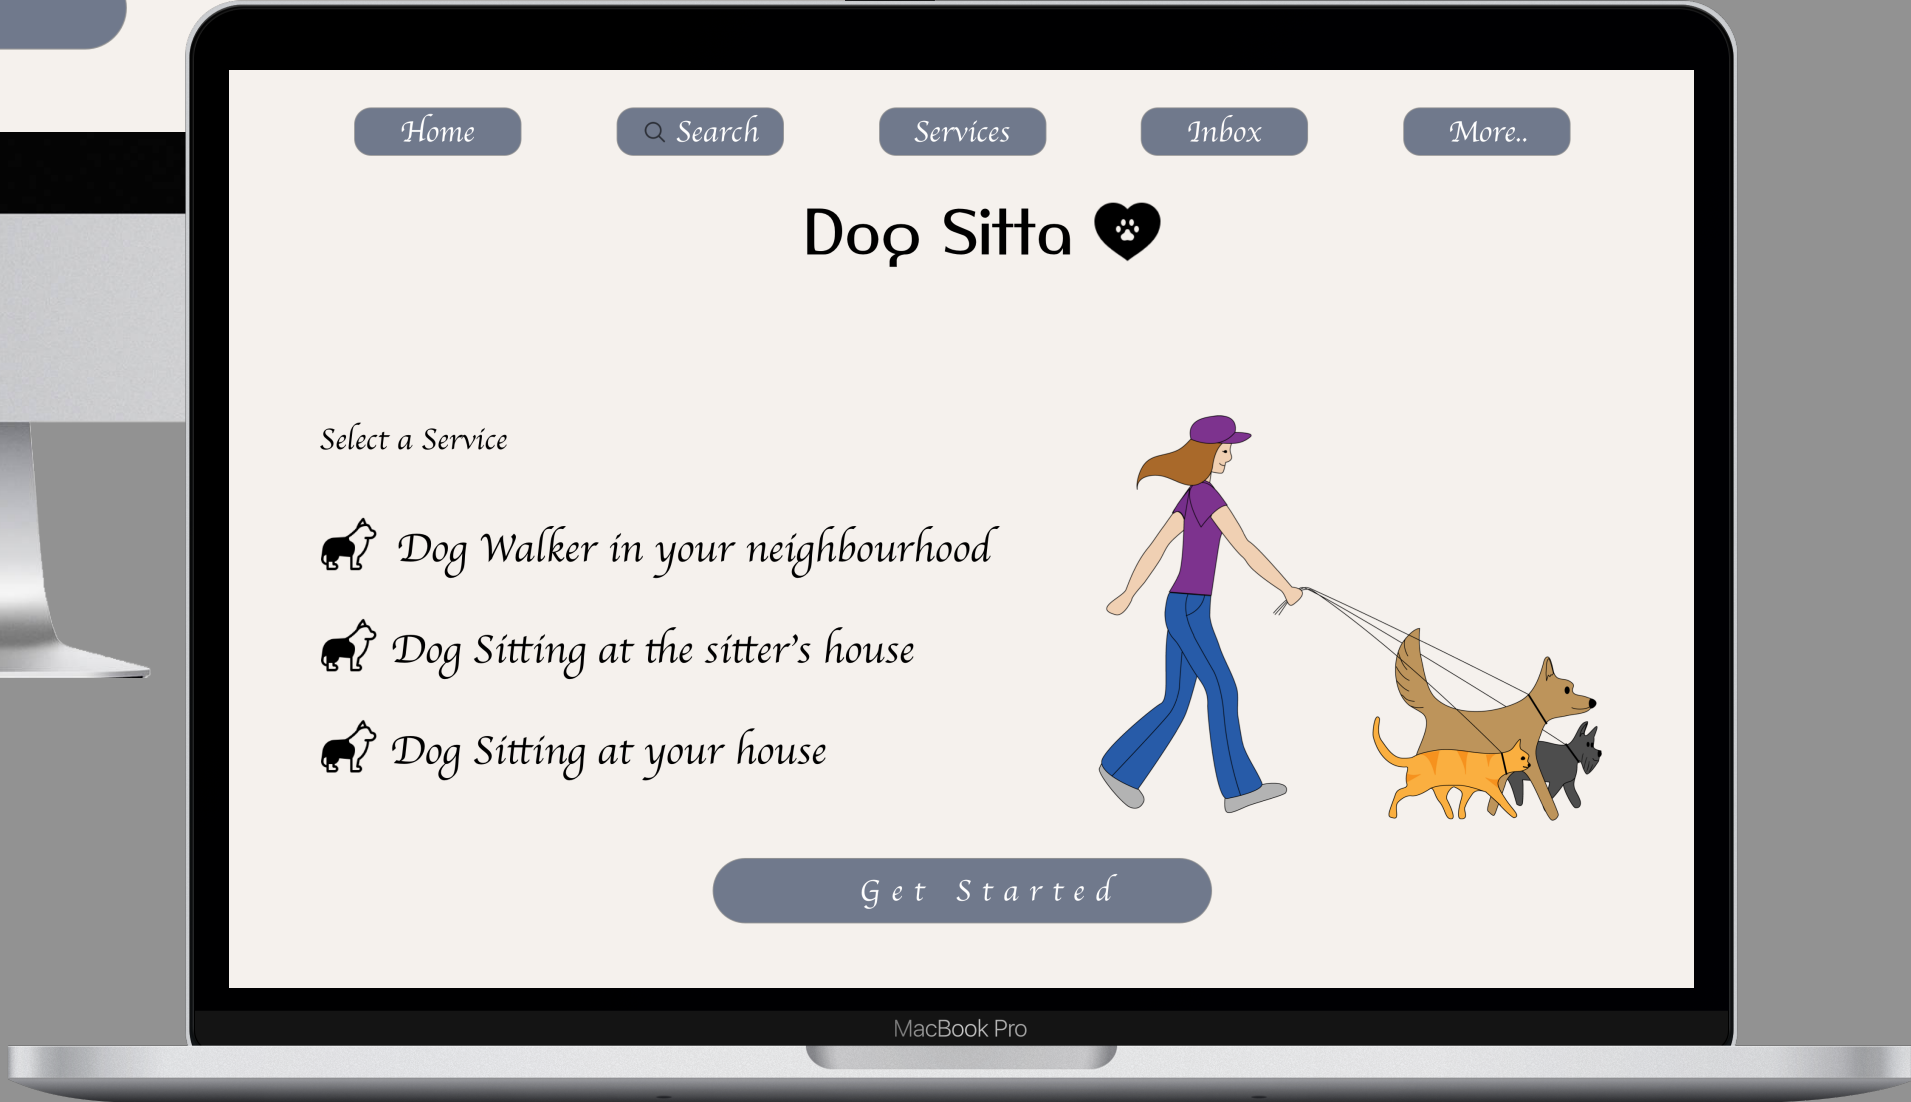 Home
Search
Services
Inbox
More..
Dog Sitta
Select a Service
Dog Walker in your neighbourhood
Dog Sitting at the sitter's house
Dog Sitting at your house
Get Started
MacBook Pro